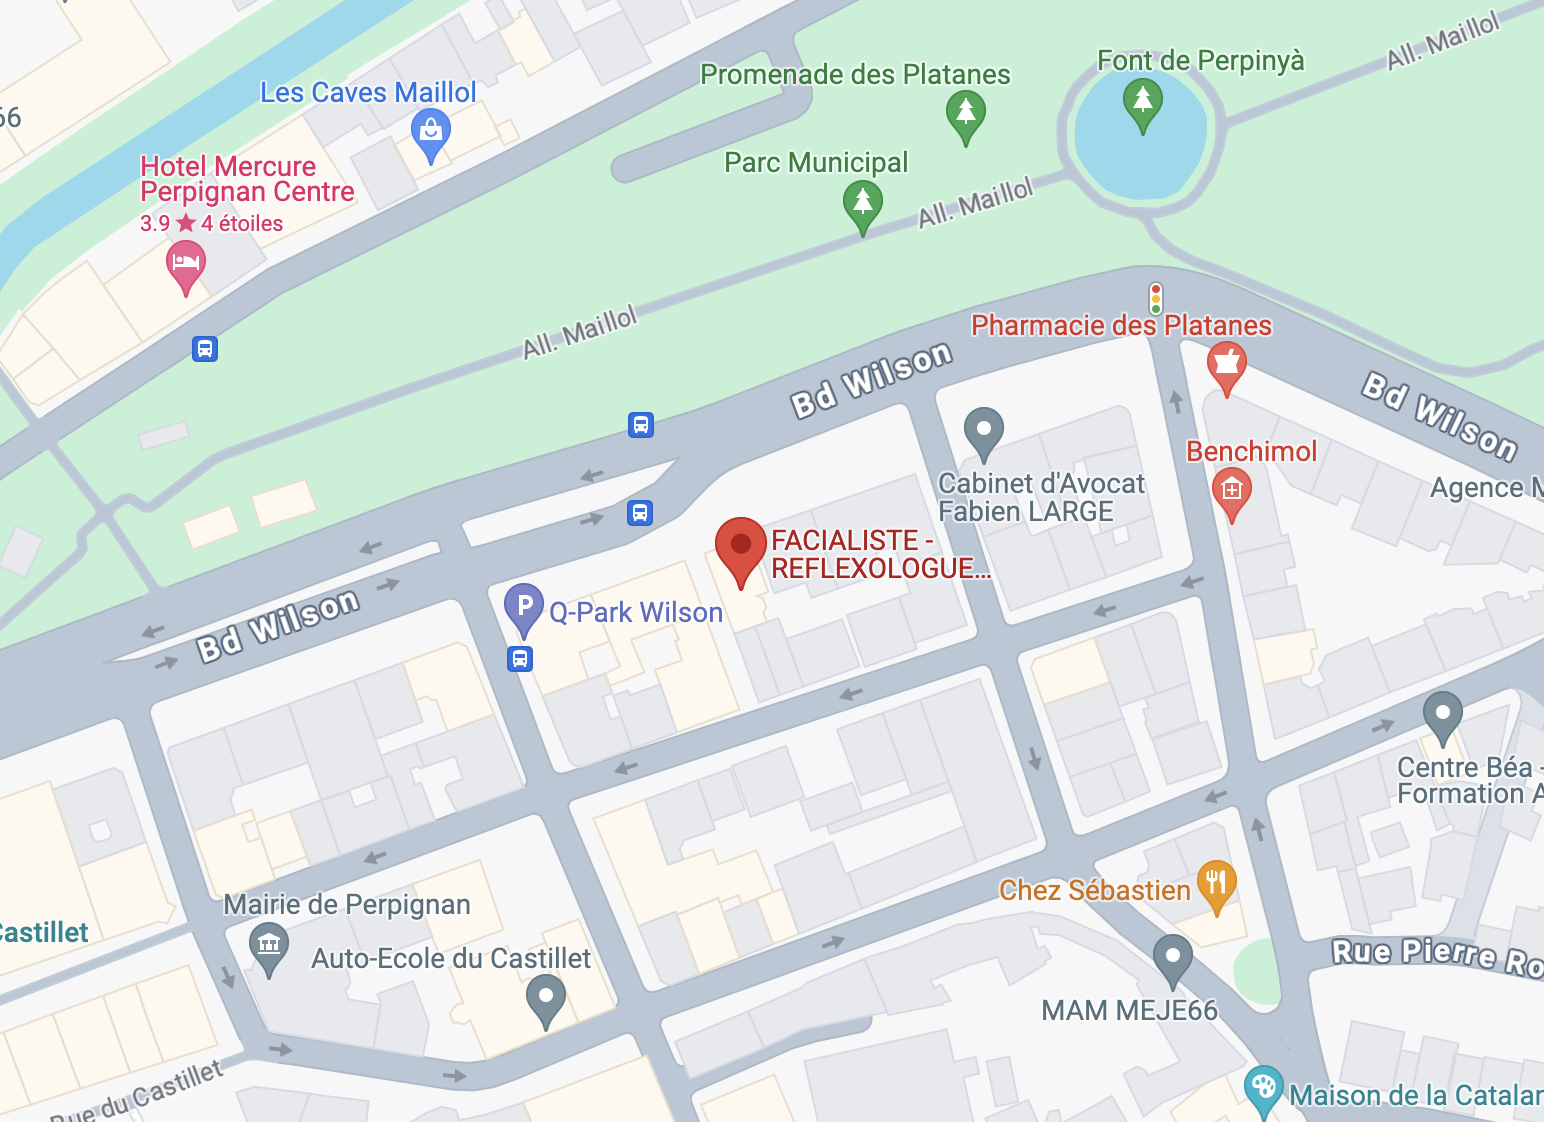 All. Maillol
Font de Perpinyà
Promenade des Platanes
Les Caves Maillol
66
Parc Municipal
Hotel Mercure
Perpignan Centre
3.9 ★ 4 étoiles
All. Maillol
All. Maillol
Pharmacie des Platanes
Bd Wilson
Bd Wilson
Benchimol
Cabinet d'Avocat
Fabien LARGE
Agence M
FACIALISTE -
REFLEXOLOGUE...
P
Q-Park Wilson
Bd Wilson
Centre Béa -
Formation A
Chez Sébastien
Mairie de Perpignan
Castillet
Auto-Ecole du Castillet
Rue Pierre Ro
MAM MEJE66
Rue du Castillet
Maison de la Catalan